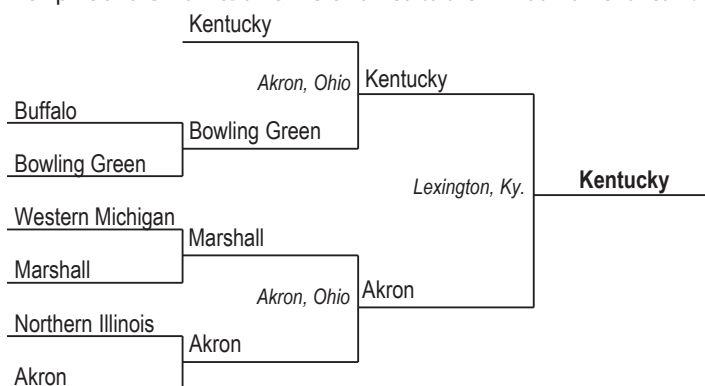 Kentucky
Akron, Ohio
Kentucky
Buffalo
Bowling Green
Bowling Green
Lexington, Ky.
Kentucky
Western Michigan
Marshall
Marshall
Akron, Ohio
Akron
Northern Illinois
Akron
Akron